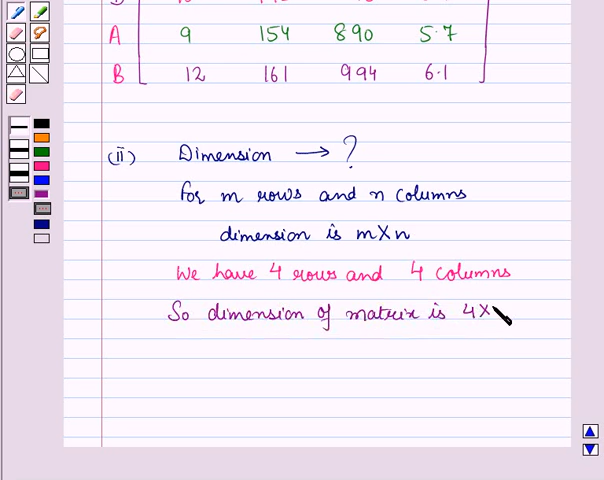 A 9 154 890 5.7
B 12 161 994 6.1
(ii) Dimension → ?
For m rows and n columns
dimension is m×n
We have 4 rows and 4 columns
So dimension of matrix is 4×